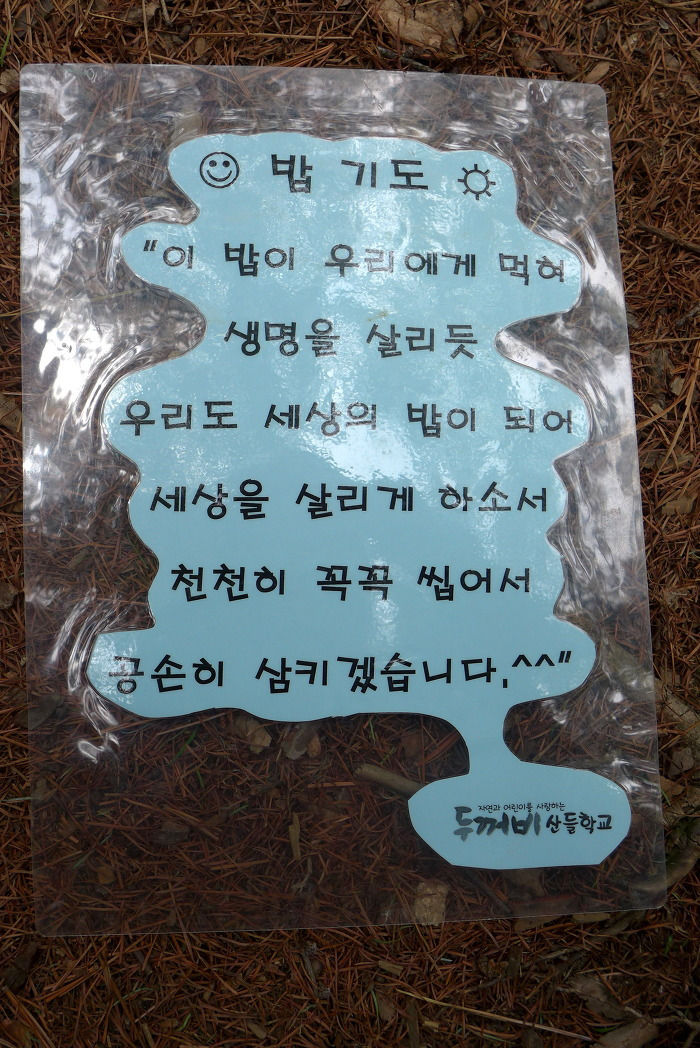 ☺ 밥 기도 ☼
"이 밥이 우리에게 먹혀
생명을 살리듯
우리도 세상의 밥이 되어
세상을 살리게 하소서
천천히 꼭꼭 씹어서
공손히 삼키겠습니다.^^"
자연과 어린이를 사랑하는
두꺼비 산들학교